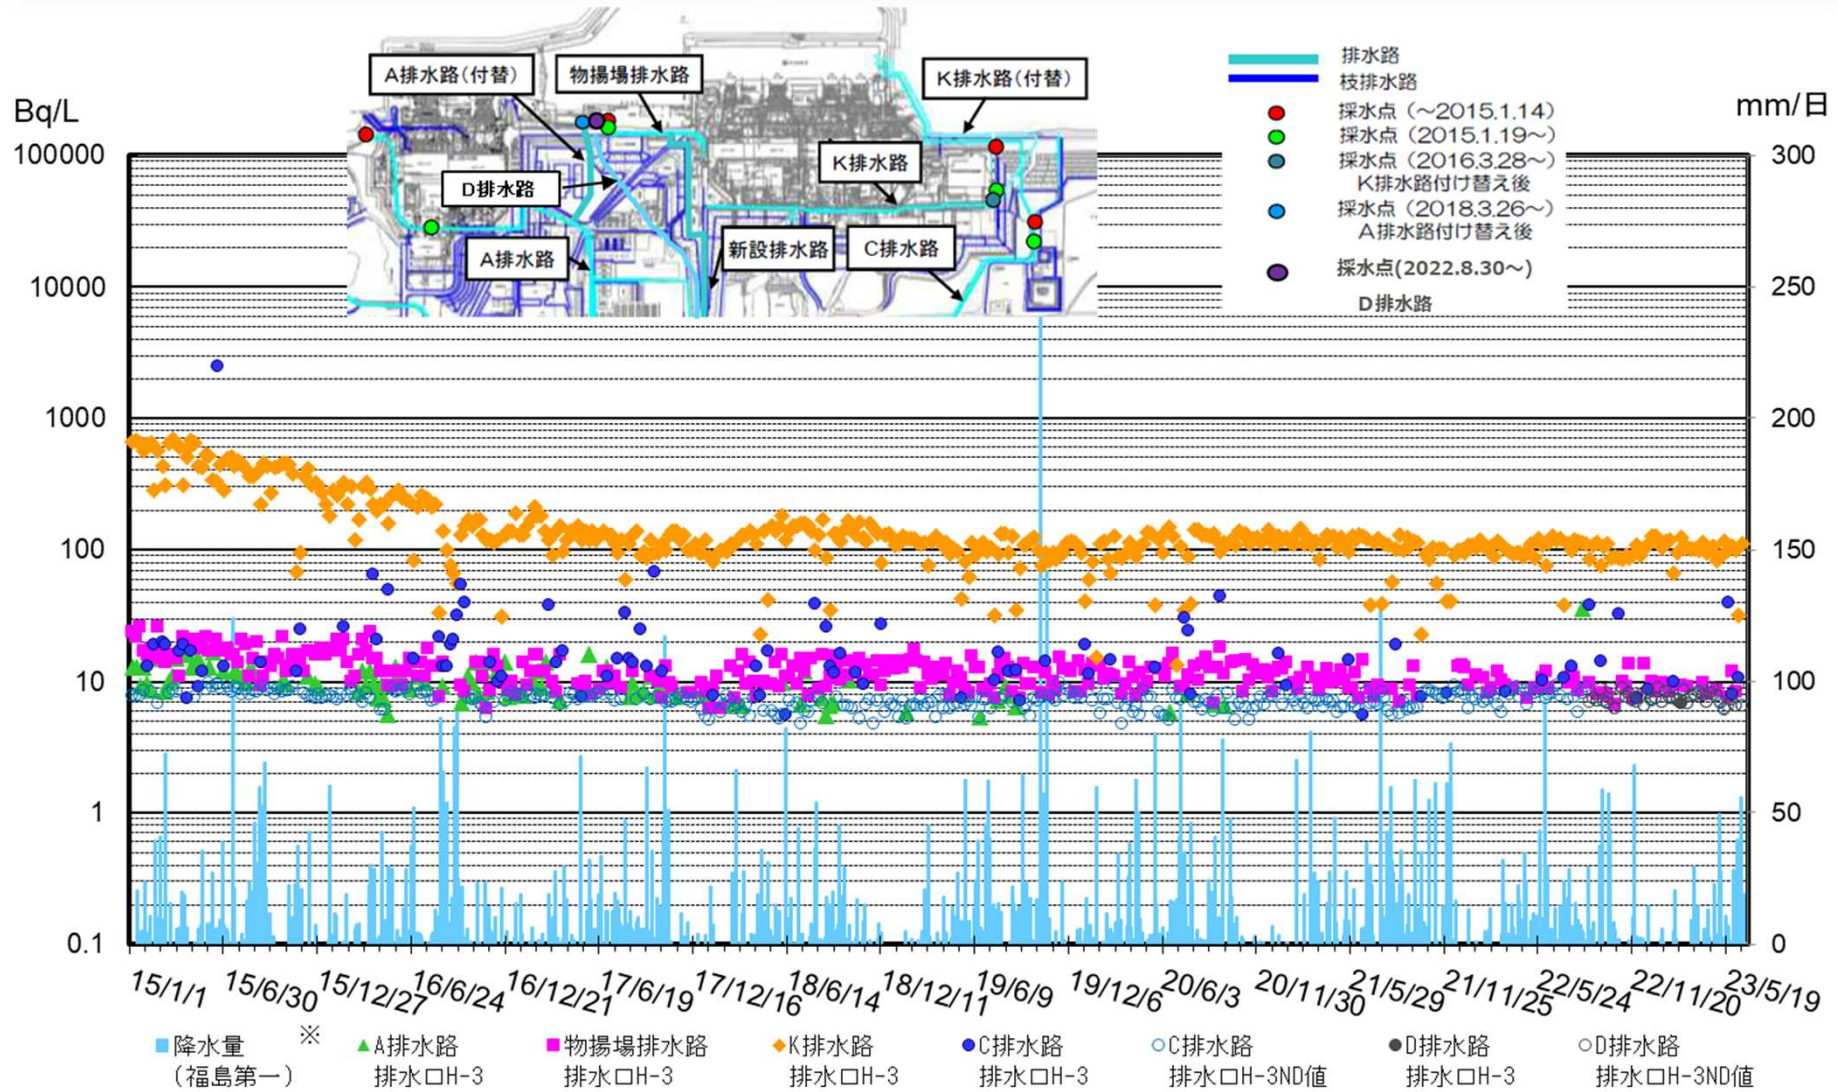 A排水路(付替)
物揚場排水路
K排水路(付替)
D排水路
K排水路
A排水路
新設排水路
C排水路
排水路
枝排水路
採水点(~2015.1.14)
採水点(2015.1.19~)
採水点(2016.3.28~)
K排水路付け替え後
採水点(2018.3.26~)
A排水路付け替え後
採水点(2022.8.30~)
D排水路
Bq/L
mm/日
100000
10000
1000
100
10
1
0.1
300
250
200
150
100
50
0
15/1/1
15/6/30
15/12/27
16/6/24
16/12/21
17/6/19
17/12/16
18/6/14
18/12/11
19/6/9
19/12/6
20/6/3
20/11/30
21/5/29
21/11/25
22/5/24
22/11/20
23/5/19
降水量 ※
(福島第一)
A排水路
排水口H-3
物揚場排水路
排水口H-3
K排水路
排水口H-3
C排水路
排水口H-3
C排水路
排水口H-3ND値
D排水路
排水口H-3
D排水路
排水口H-3ND値